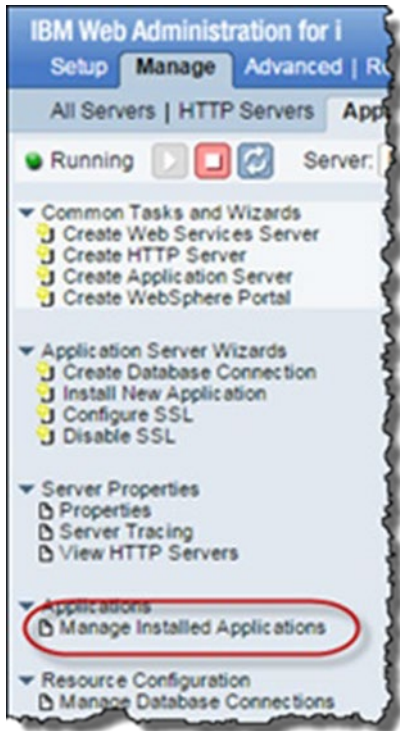 IBM Web Administration for i
Setup Manage Advanced |
All Servers | HTTP Servers
Running Server:
Common Tasks and Wizards
Create Web Services Server
Create HTTP Server
Create Application Server
Create WebSphere Portal
Application Server Wizards
Create Database Connection
Install New Application
Configure SSL
Disable SSL
Server Properties
Properties
Server Tracing
View HTTP Servers
Applications
Manage Installed Applications
Resource Configuration
Manage Database Connections